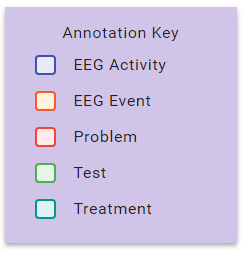 Annotation Key
EEG Activity
EEG Event
Problem
Test
Treatment